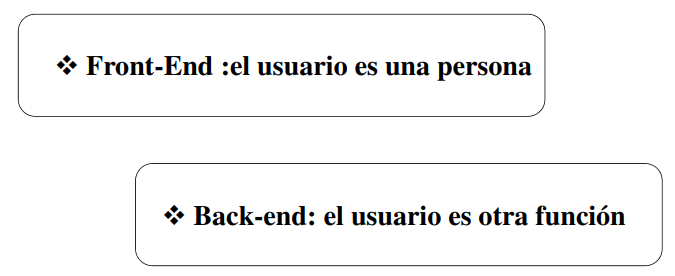 ❖ Front-End :el usuario es una persona
❖ Back-end: el usuario es otra función